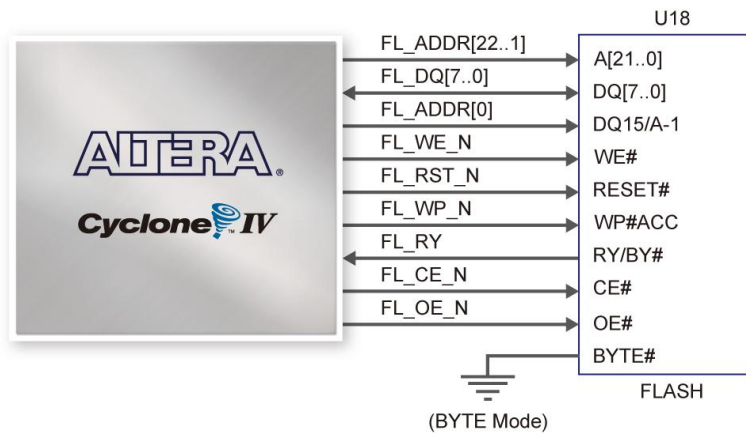 U18
FL_ADDR[22..1] A[21..0]
FL_DQ[7..0] DQ[7..0]
FL_ADDR[0] DQ15/A-1
FL_WE_N WE#
FL_RST_N RESET#
FL_WP_N WP#ACC
FL_RY RY/BY#
FL_CE_N CE#
FL_OE_N OE#
BYTE#
ALTERA®
Cyclone™ IV
FLASH
(BYTE Mode)